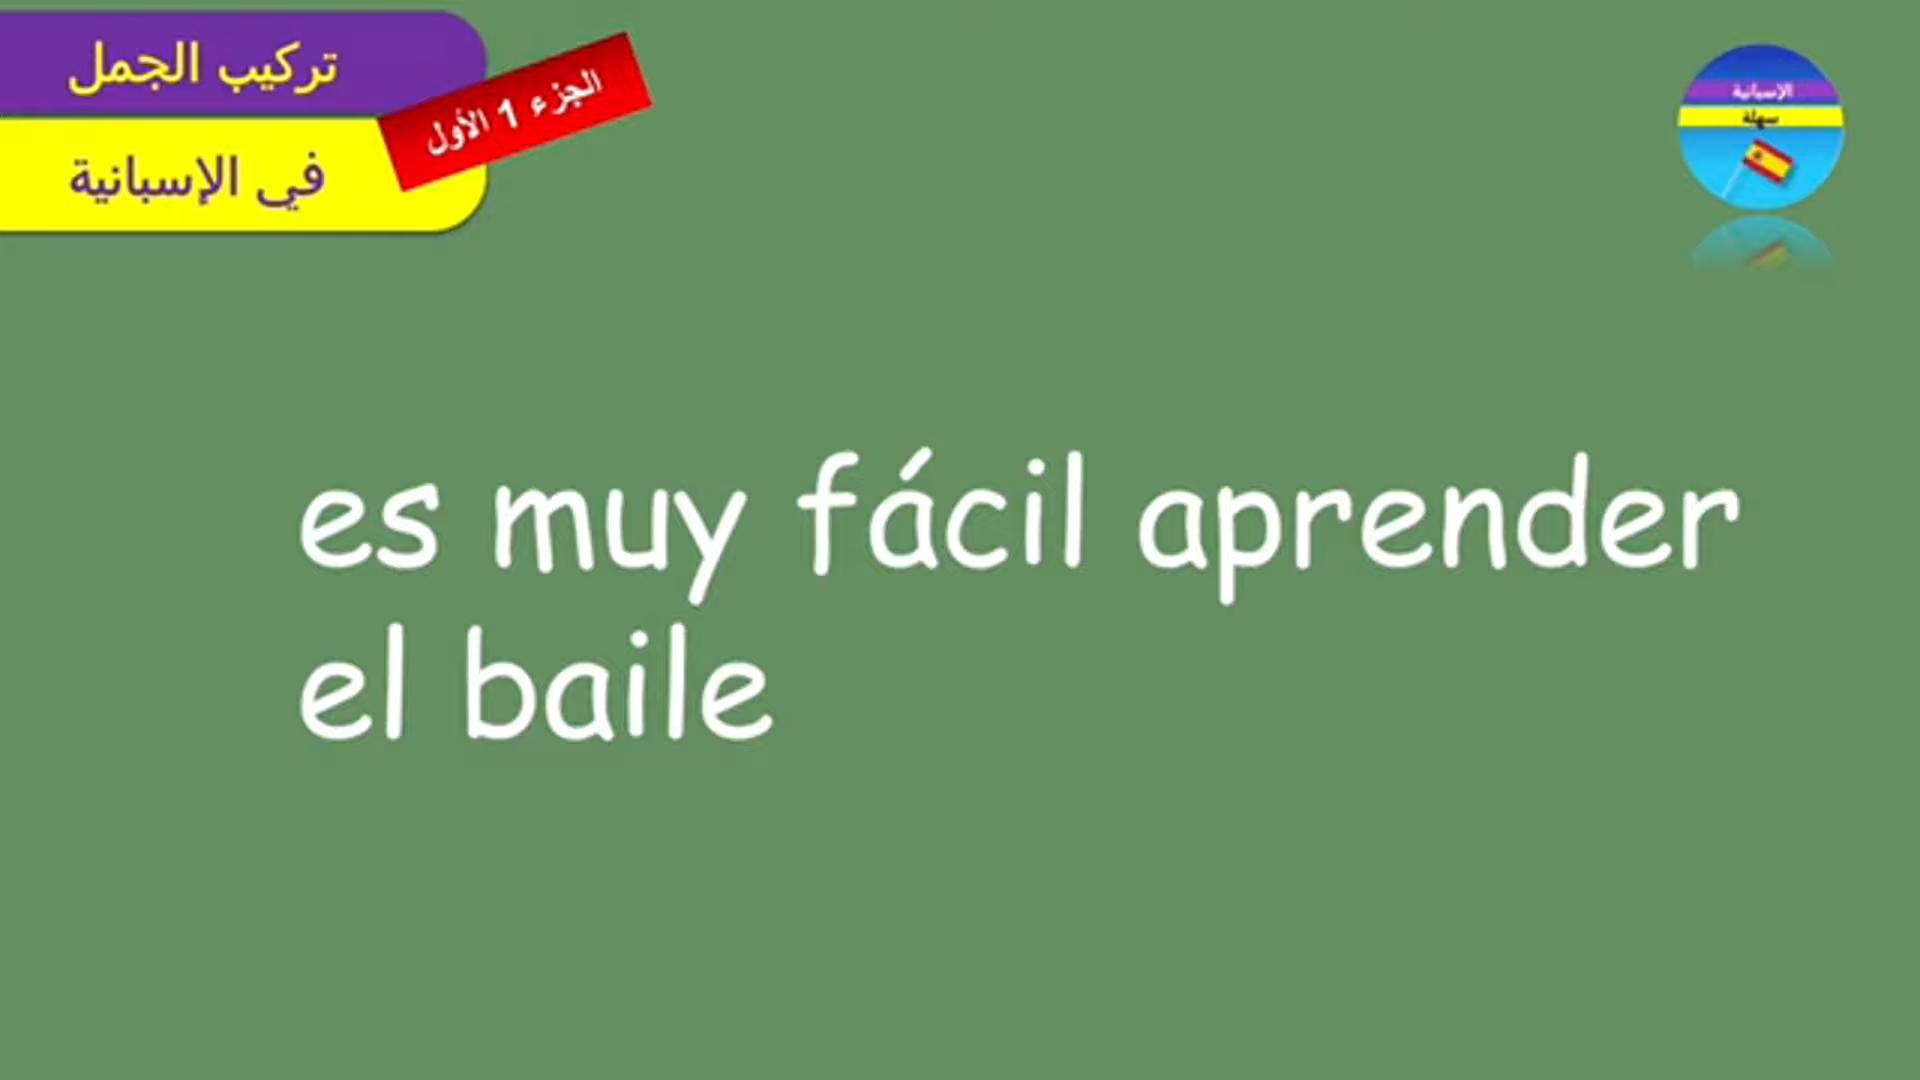 تركيب الجمل
في الإسبانية
الجزء 1 الأول
الإسبانية
سهلة
es muy fácil aprender
el baile